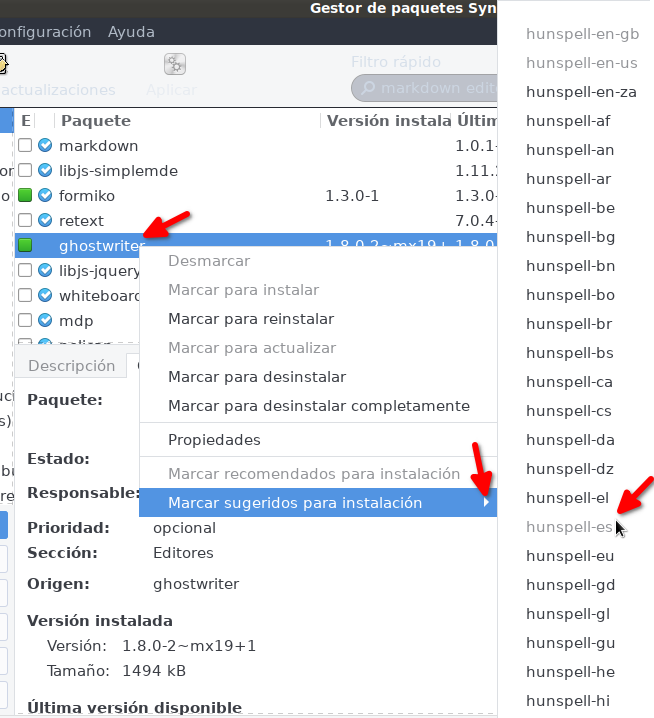 Gestor de paquetes Syn
onfiguración Ayuda
actualizaciones
Aplicar
Filtro rápido
markdown edit
E Paquete Versión instala Últim
markdown 1.0.1-
libjs-simplemde 1.11.
formiko 1.3.0-1 1.3.0-
retext 7.0.4-
ghostwriter 1.8.0-2~mx19+ 1.8.0-
libjs-jquery
whiteboard
mdp
Desmarcar
Marcar para instalar
Marcar para reinstalar
Marcar para actualizar
Marcar para desinstalar
Marcar para desinstalar completamente
Propiedades
Marcar recomendados para instalación
Marcar sugeridos para instalación
hunspell-en-gb
hunspell-en-us
hunspell-en-za
hunspell-af
hunspell-an
hunspell-ar
hunspell-be
hunspell-bg
hunspell-bn
hunspell-bo
hunspell-br
hunspell-bs
hunspell-ca
hunspell-cs
hunspell-da
hunspell-dz
hunspell-el
hunspell-es
hunspell-eu
hunspell-gd
hunspell-gl
hunspell-gu
hunspell-he
hunspell-hi
Descripción
Paquete:
Estado:
Responsable:
Prioridad: opcional
Sección: Editores
Origen: ghostwriter
Versión instalada
Versión: 1.8.0-2~mx19+1
Tamaño: 1494 kB
Última versión disponible